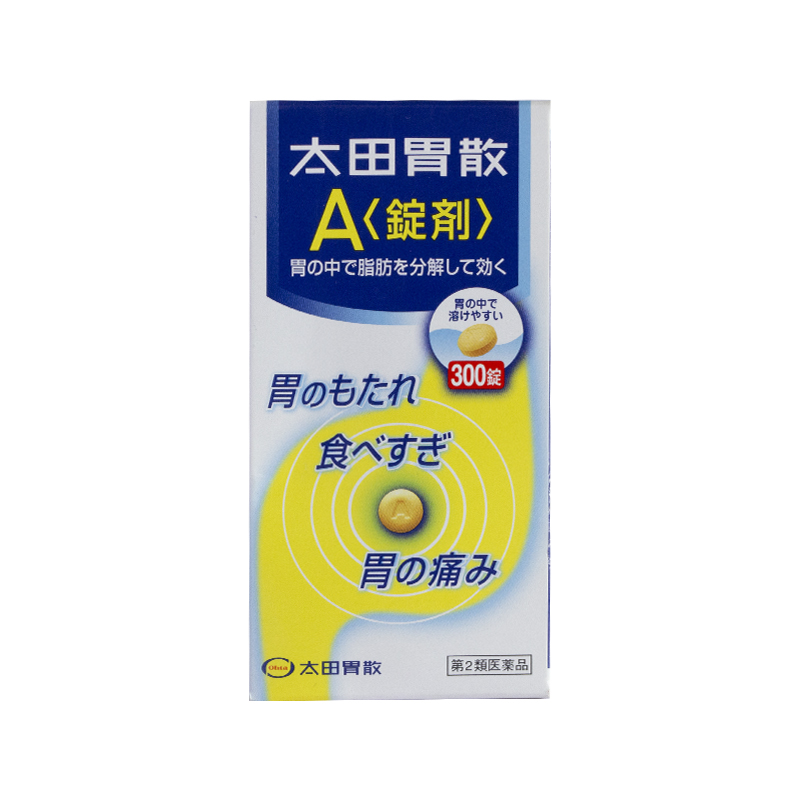 太田胃散
A〈錠剤〉
胃の中で脂肪を分解して効く
胃の中で
溶けやすい
300錠
胃のもたれ
食べすぎ
A
胃の痛み
Ohta 太田胃散
第2類医薬品